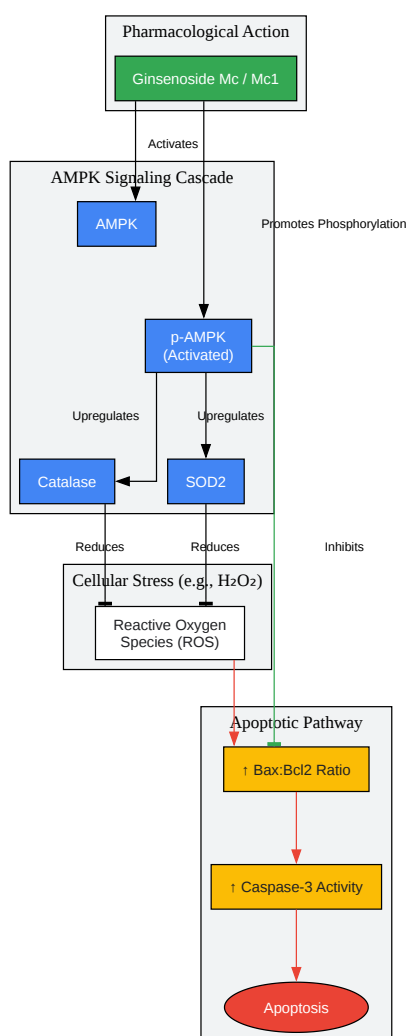 Pharmacological Action
Ginsenoside Mc / Mc1
Activates
AMPK Signaling Cascade
AMPK
Promotes Phosphorylation
p-AMPK
(Activated)
Upregulates
Upregulates
Catalase
SOD2
Reduces
Reduces
Inhibits
Cellular Stress (e.g., H₂O₂)
Reactive Oxygen
Species (ROS)
Apoptotic Pathway
↑ Bax:Bcl2 Ratio
↑ Caspase-3 Activity
Apoptosis